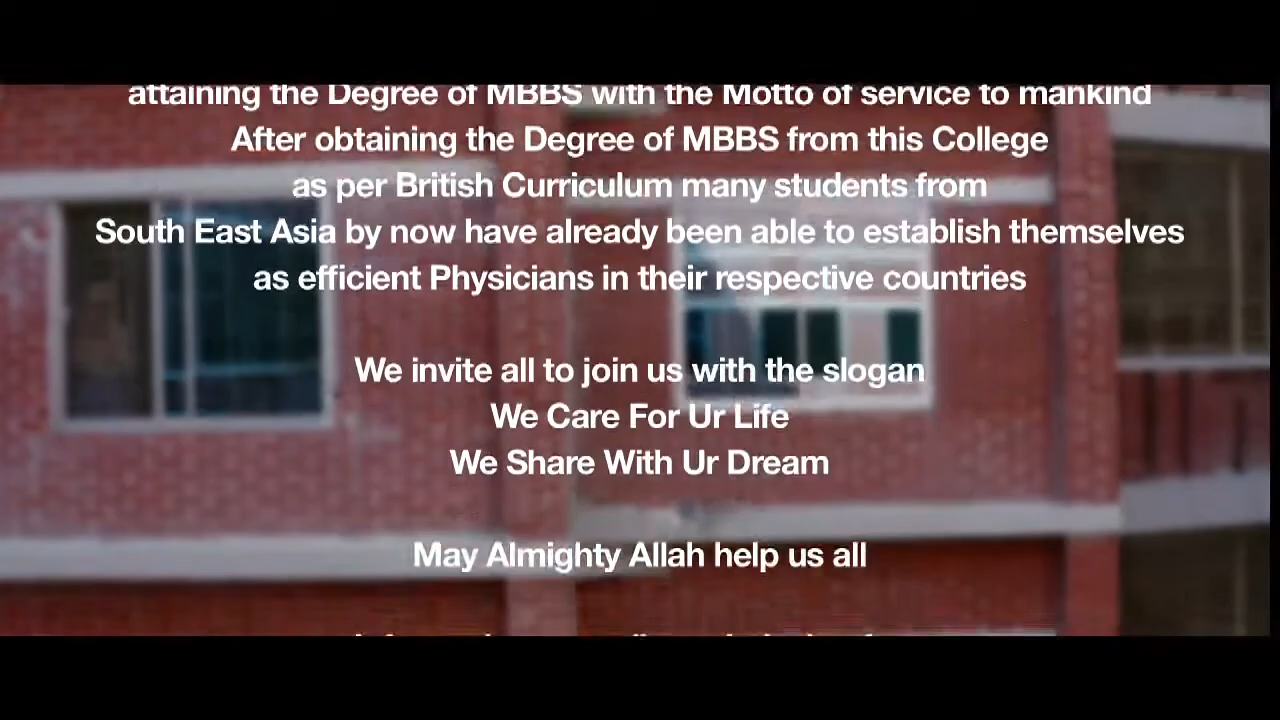 attaining the Degree of MBBS with the Motto of service to mankind
After obtaining the Degree of MBBS from this College
as per British Curriculum many students from
South East Asia by now have already been able to establish themselves
as efficient Physicians in their respective countries
We invite all to join us with the slogan
We Care For Ur Life
We Share With Ur Dream
May Almighty Allah help us all